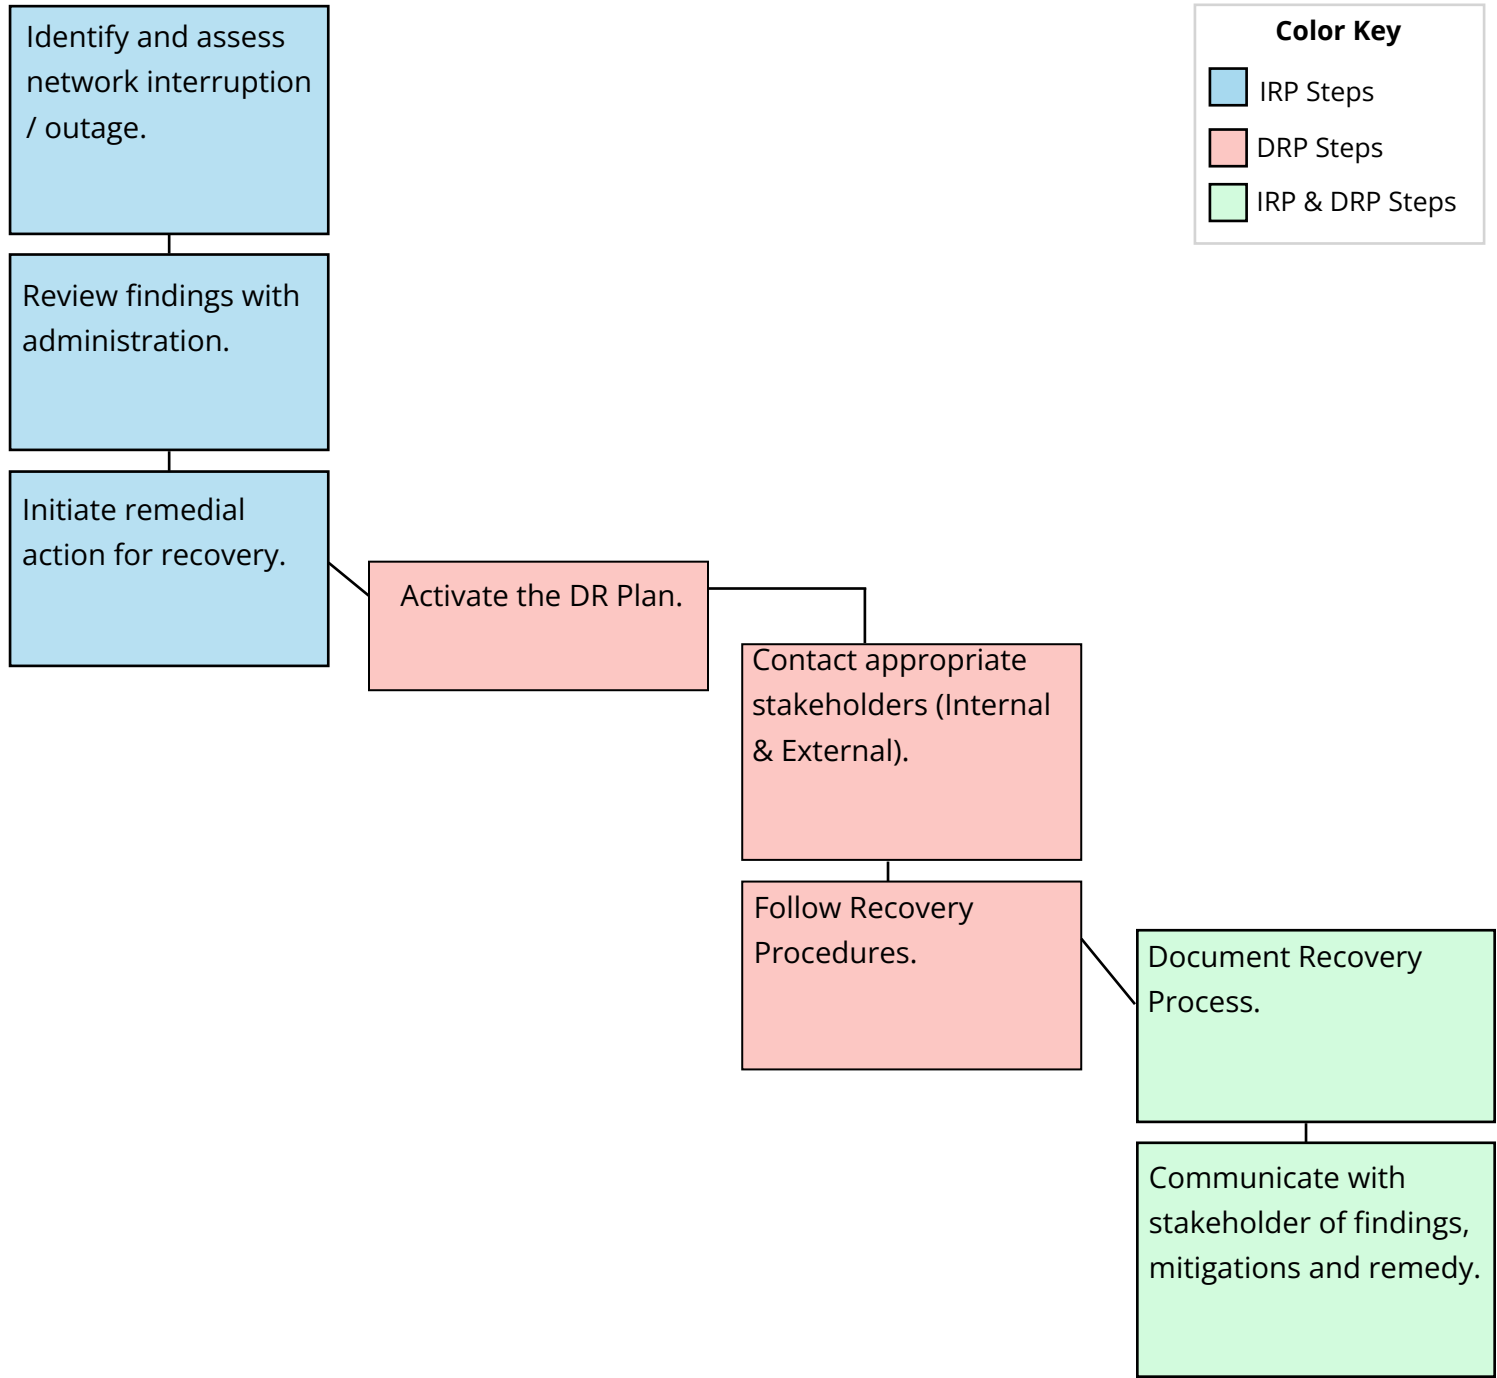 Identify and assess
network interruption
/ outage.
Color Key
IRP Steps
DRP Steps
IRP & DRP Steps
Review findings with
administration.
Initiate remedial
action for recovery.
Activate the DR Plan.
Contact appropriate
stakeholders (Internal
& External).
Follow Recovery
Procedures.
Document Recovery
Process.
Communicate with
stakeholder of findings,
mitigations and remedy.